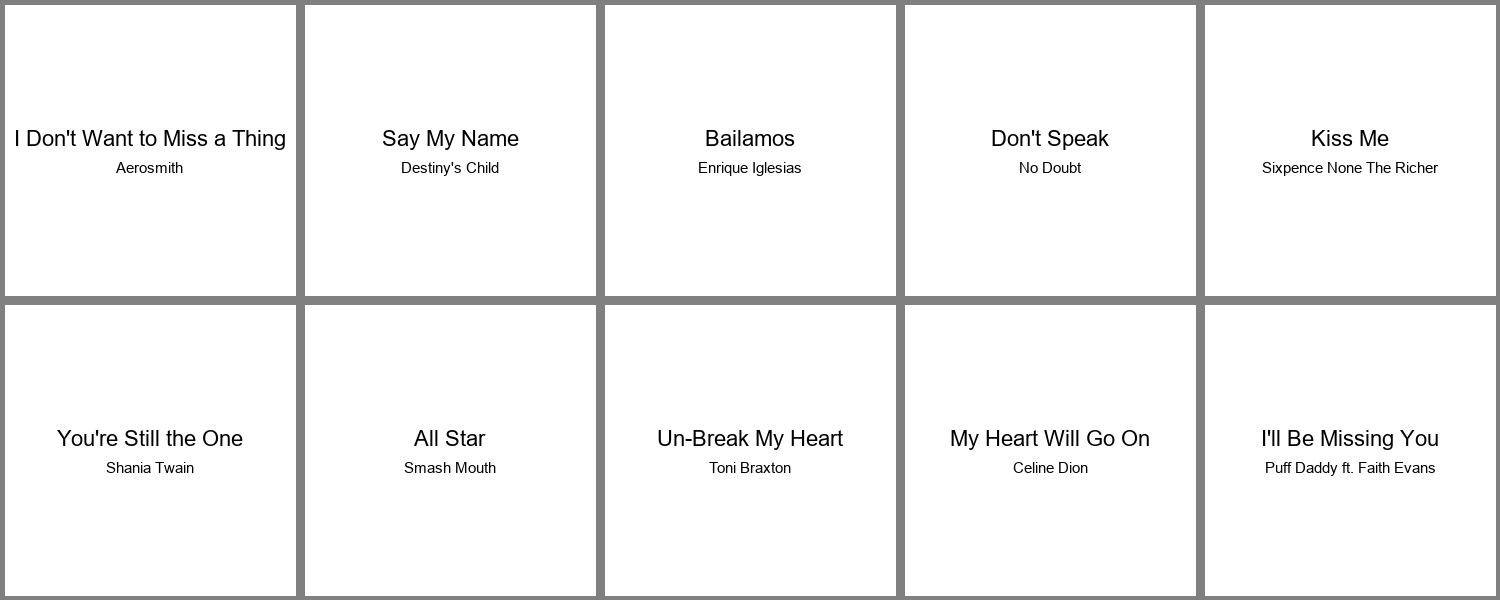 I Don't Want to Miss a Thing
Aerosmith
Say My Name
Destiny's Child
Bailamos
Enrique Iglesias
Don't Speak
No Doubt
Kiss Me
Sixpence None The Richer
You're Still the One
Shania Twain
All Star
Smash Mouth
Un-Break My Heart
Toni Braxton
My Heart Will Go On
Celine Dion
I'll Be Missing You
Puff Daddy ft. Faith Evans